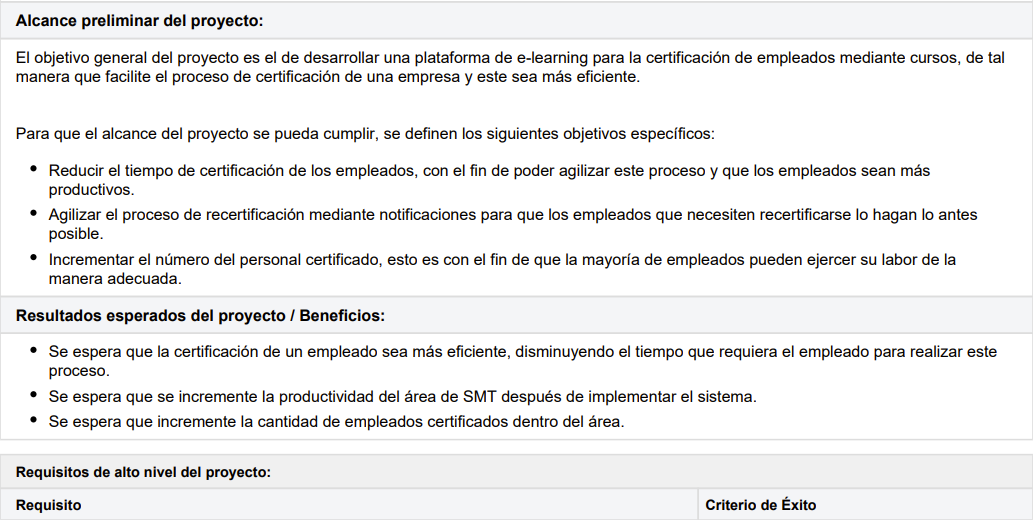 Alcance preliminar del proyecto:
El objetivo general del proyecto es el de desarrollar una plataforma de e-learning para la certificación de empleados mediante cursos, de tal
manera que facilite el proceso de certificación de una empresa y este sea más eficiente.
Para que el alcance del proyecto se pueda cumplir, se definen los siguientes objetivos específicos:
• Reducir el tiempo de certificación de los empleados, con el fin de poder agilizar este proceso y que los empleados sean más
productivos.
• Agilizar el proceso de recertificación mediante notificaciones para que los empleados que necesiten recertificarse lo hagan lo antes
posible.
• Incrementar el número del personal certificado, esto es con el fin de que la mayoría de empleados pueden ejercer su labor de la
manera adecuada.
Resultados esperados del proyecto / Beneficios:
• Se espera que la certificación de un empleado sea más eficiente, disminuyendo el tiempo que requiera el empleado para realizar este
proceso.
• Se espera que se incremente la productividad del área de SMT después de implementar el sistema.
• Se espera que incremente la cantidad de empleados certificados dentro del área.
Requisitos de alto nivel del proyecto:
Requisito Criterio de Éxito